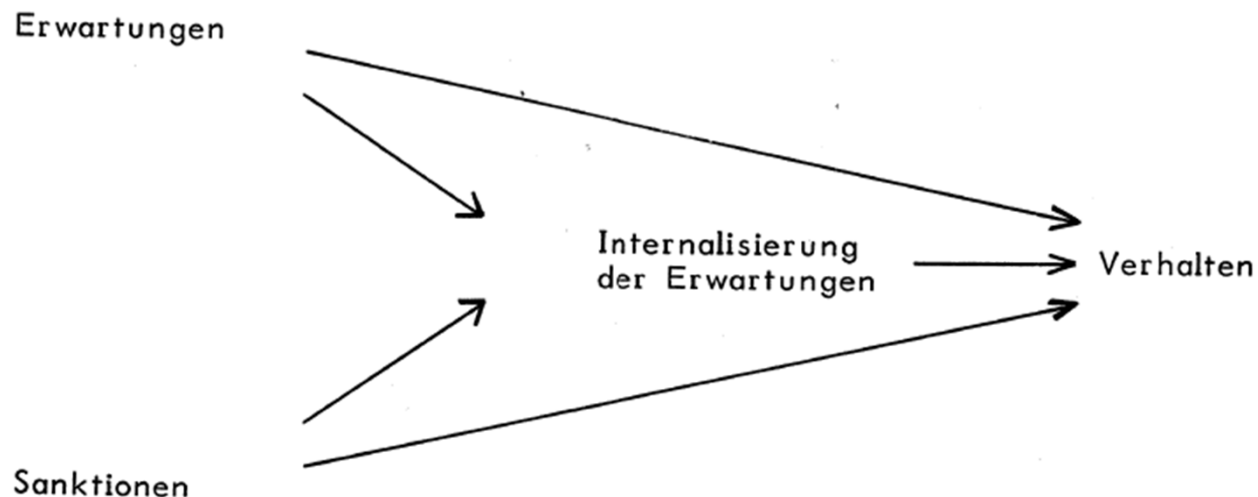 Erwartungen
Internalisierung
der Erwartungen
Verhalten
Sanktionen